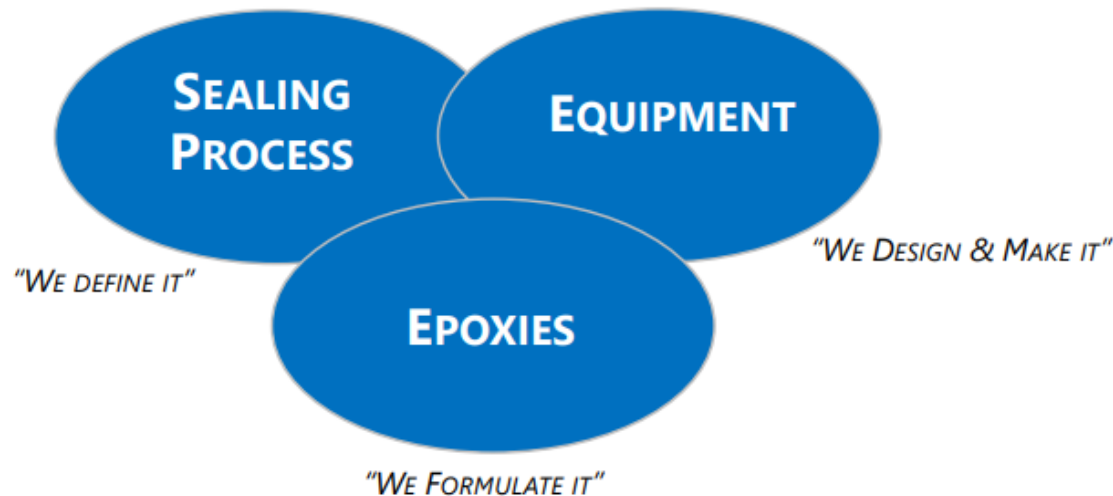 SEALING
PROCESS
EQUIPMENT
"WE DESIGN & MAKE IT"
"WE DEFINE IT"
EPOXIES
"WE FORMULATE IT"